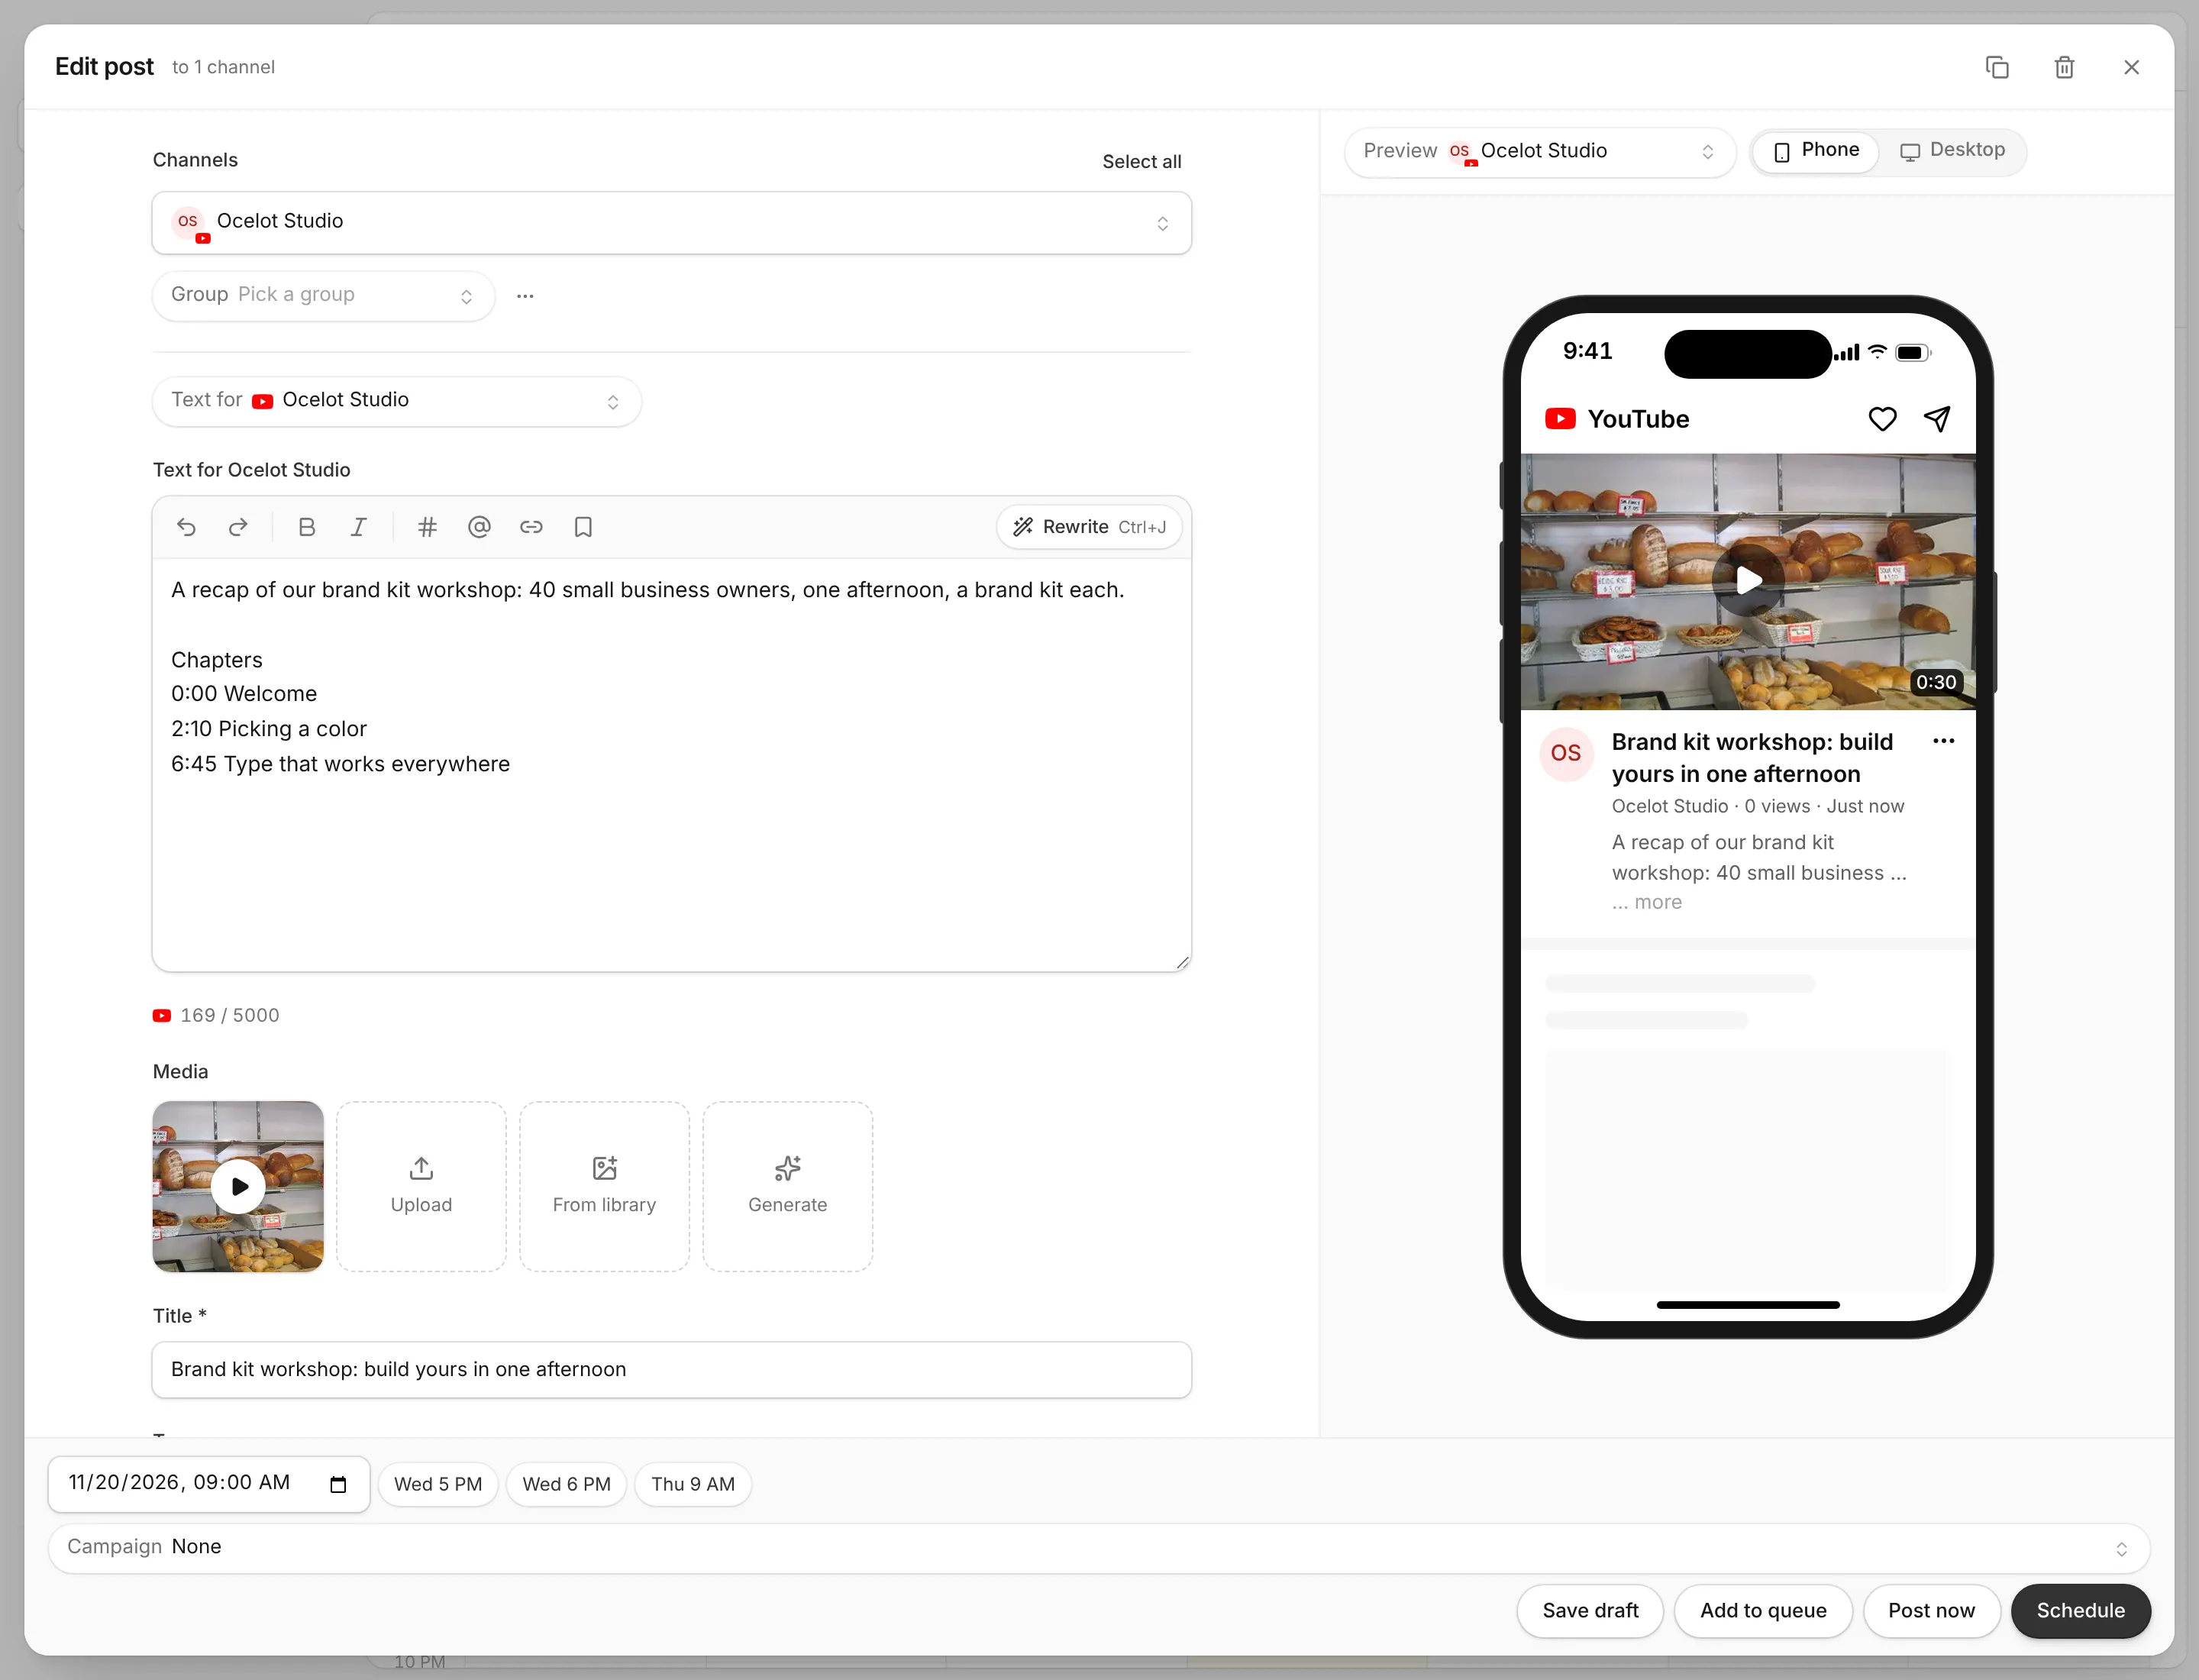 Edit post to 1 channel
Channels
Select all
OS Ocelot Studio
Group Pick a group
Text for Ocelot Studio
Text for Ocelot Studio
Rewrite Ctrl+J
A recap of our brand kit workshop: 40 small business owners, one afternoon, a brand kit each.
Chapters
0:00 Welcome
2:10 Picking a color
6:45 Type that works everywhere
169 / 5000
Media
Upload
From library
Generate
Title *
Brand kit workshop: build yours in one afternoon
Preview OS Ocelot Studio
Phone
Desktop
9:41
YouTube
0:30
OS
Brand kit workshop: build
yours in one afternoon
Ocelot Studio · 0 views · Just now
A recap of our brand kit
workshop: 40 small business ...
... more
11/20/2026, 09:00 AM
Wed 5 PM
Wed 6 PM
Thu 9 AM
Campaign None
Save draft
Add to queue
Post now
Schedule
10 PM